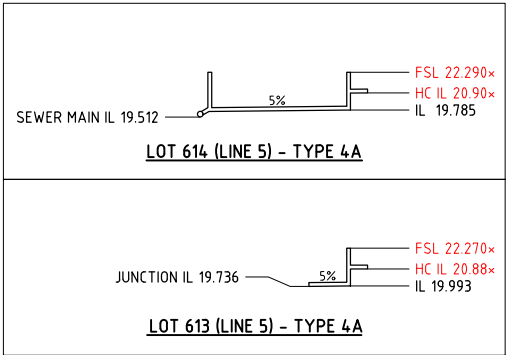 FSL 22.290×
5%
HC IL 20.90×
SEWER MAIN IL 19.512
IL 19.785
LOT 614 (LINE 5) - TYPE 4A
FSL 22.270×
JUNCTION IL 19.736
5%
HC IL 20.88×
IL 19.993
LOT 613 (LINE 5) - TYPE 4A